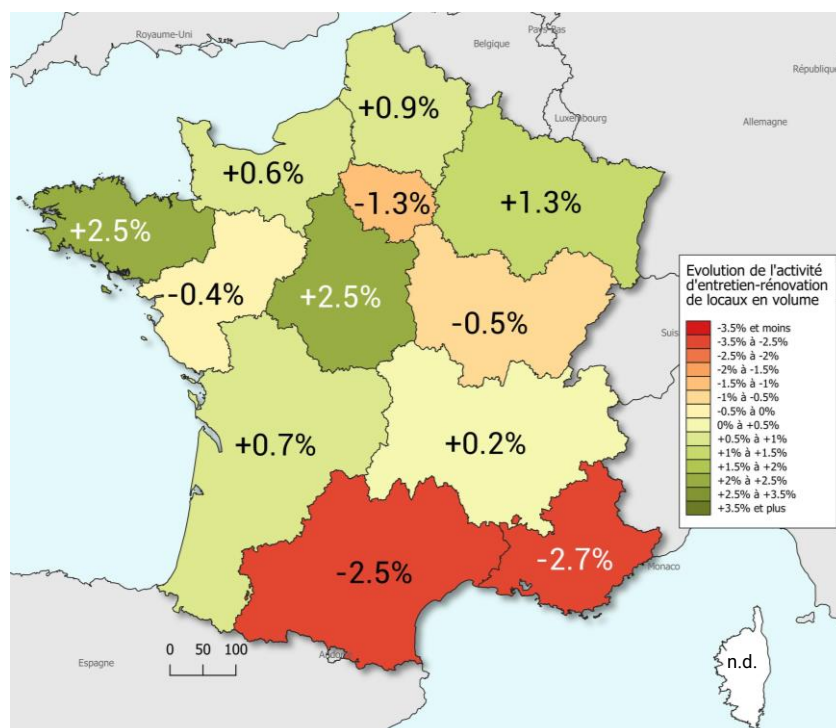 Royaume-Uni
Pays-Bas
Belgique
République
Allemagne
Luxembourg
+0.9%
+0.6%
-1.3%
+1.3%
+2.5%
-0.4%
+2.5%
-0.5%
+0.7%
+0.2%
-2.5%
-2.7%
Monaco
n.d.
Espagne
0 50 100
Evolution de l'activité
d'entretien-rénovation
de locaux en volume
-3.5% et moins
-3.5% à -2.5%
-2.5% à -2%
-2% à -1.5%
-1.5% à -1%
-1% à -0.5%
-0.5% à 0%
0% à +0.5%
+0.5% à +1%
+1% à +1.5%
+1.5% à +2%
+2% à +2.5%
+2.5% à +3.5%
+3.5% et plus